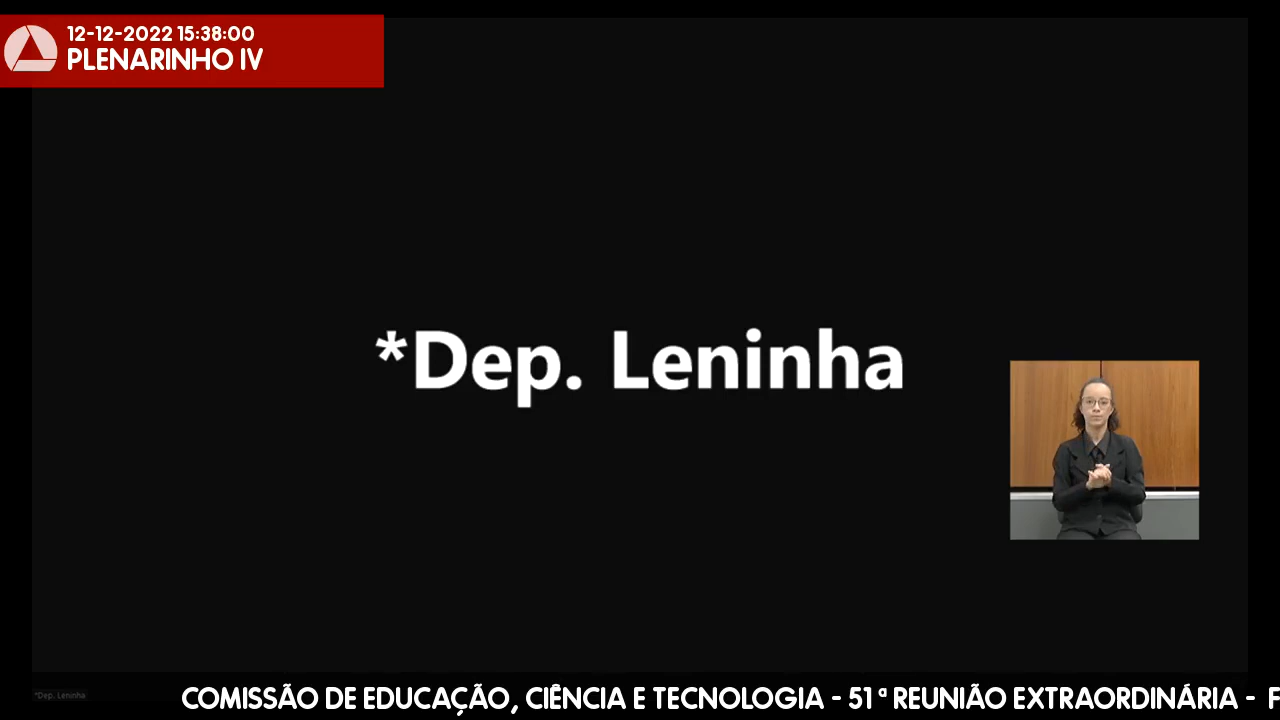 12-12-2022 15:38:00
PLENARINHO IV
*Dep. Leninha
*Dep. Leninha
COMISSÃO DE EDUCAÇÃO, CIÊNCIA E TECNOLOGIA - 51ª REUNIÃO EXTRAORDINÁRIA - F